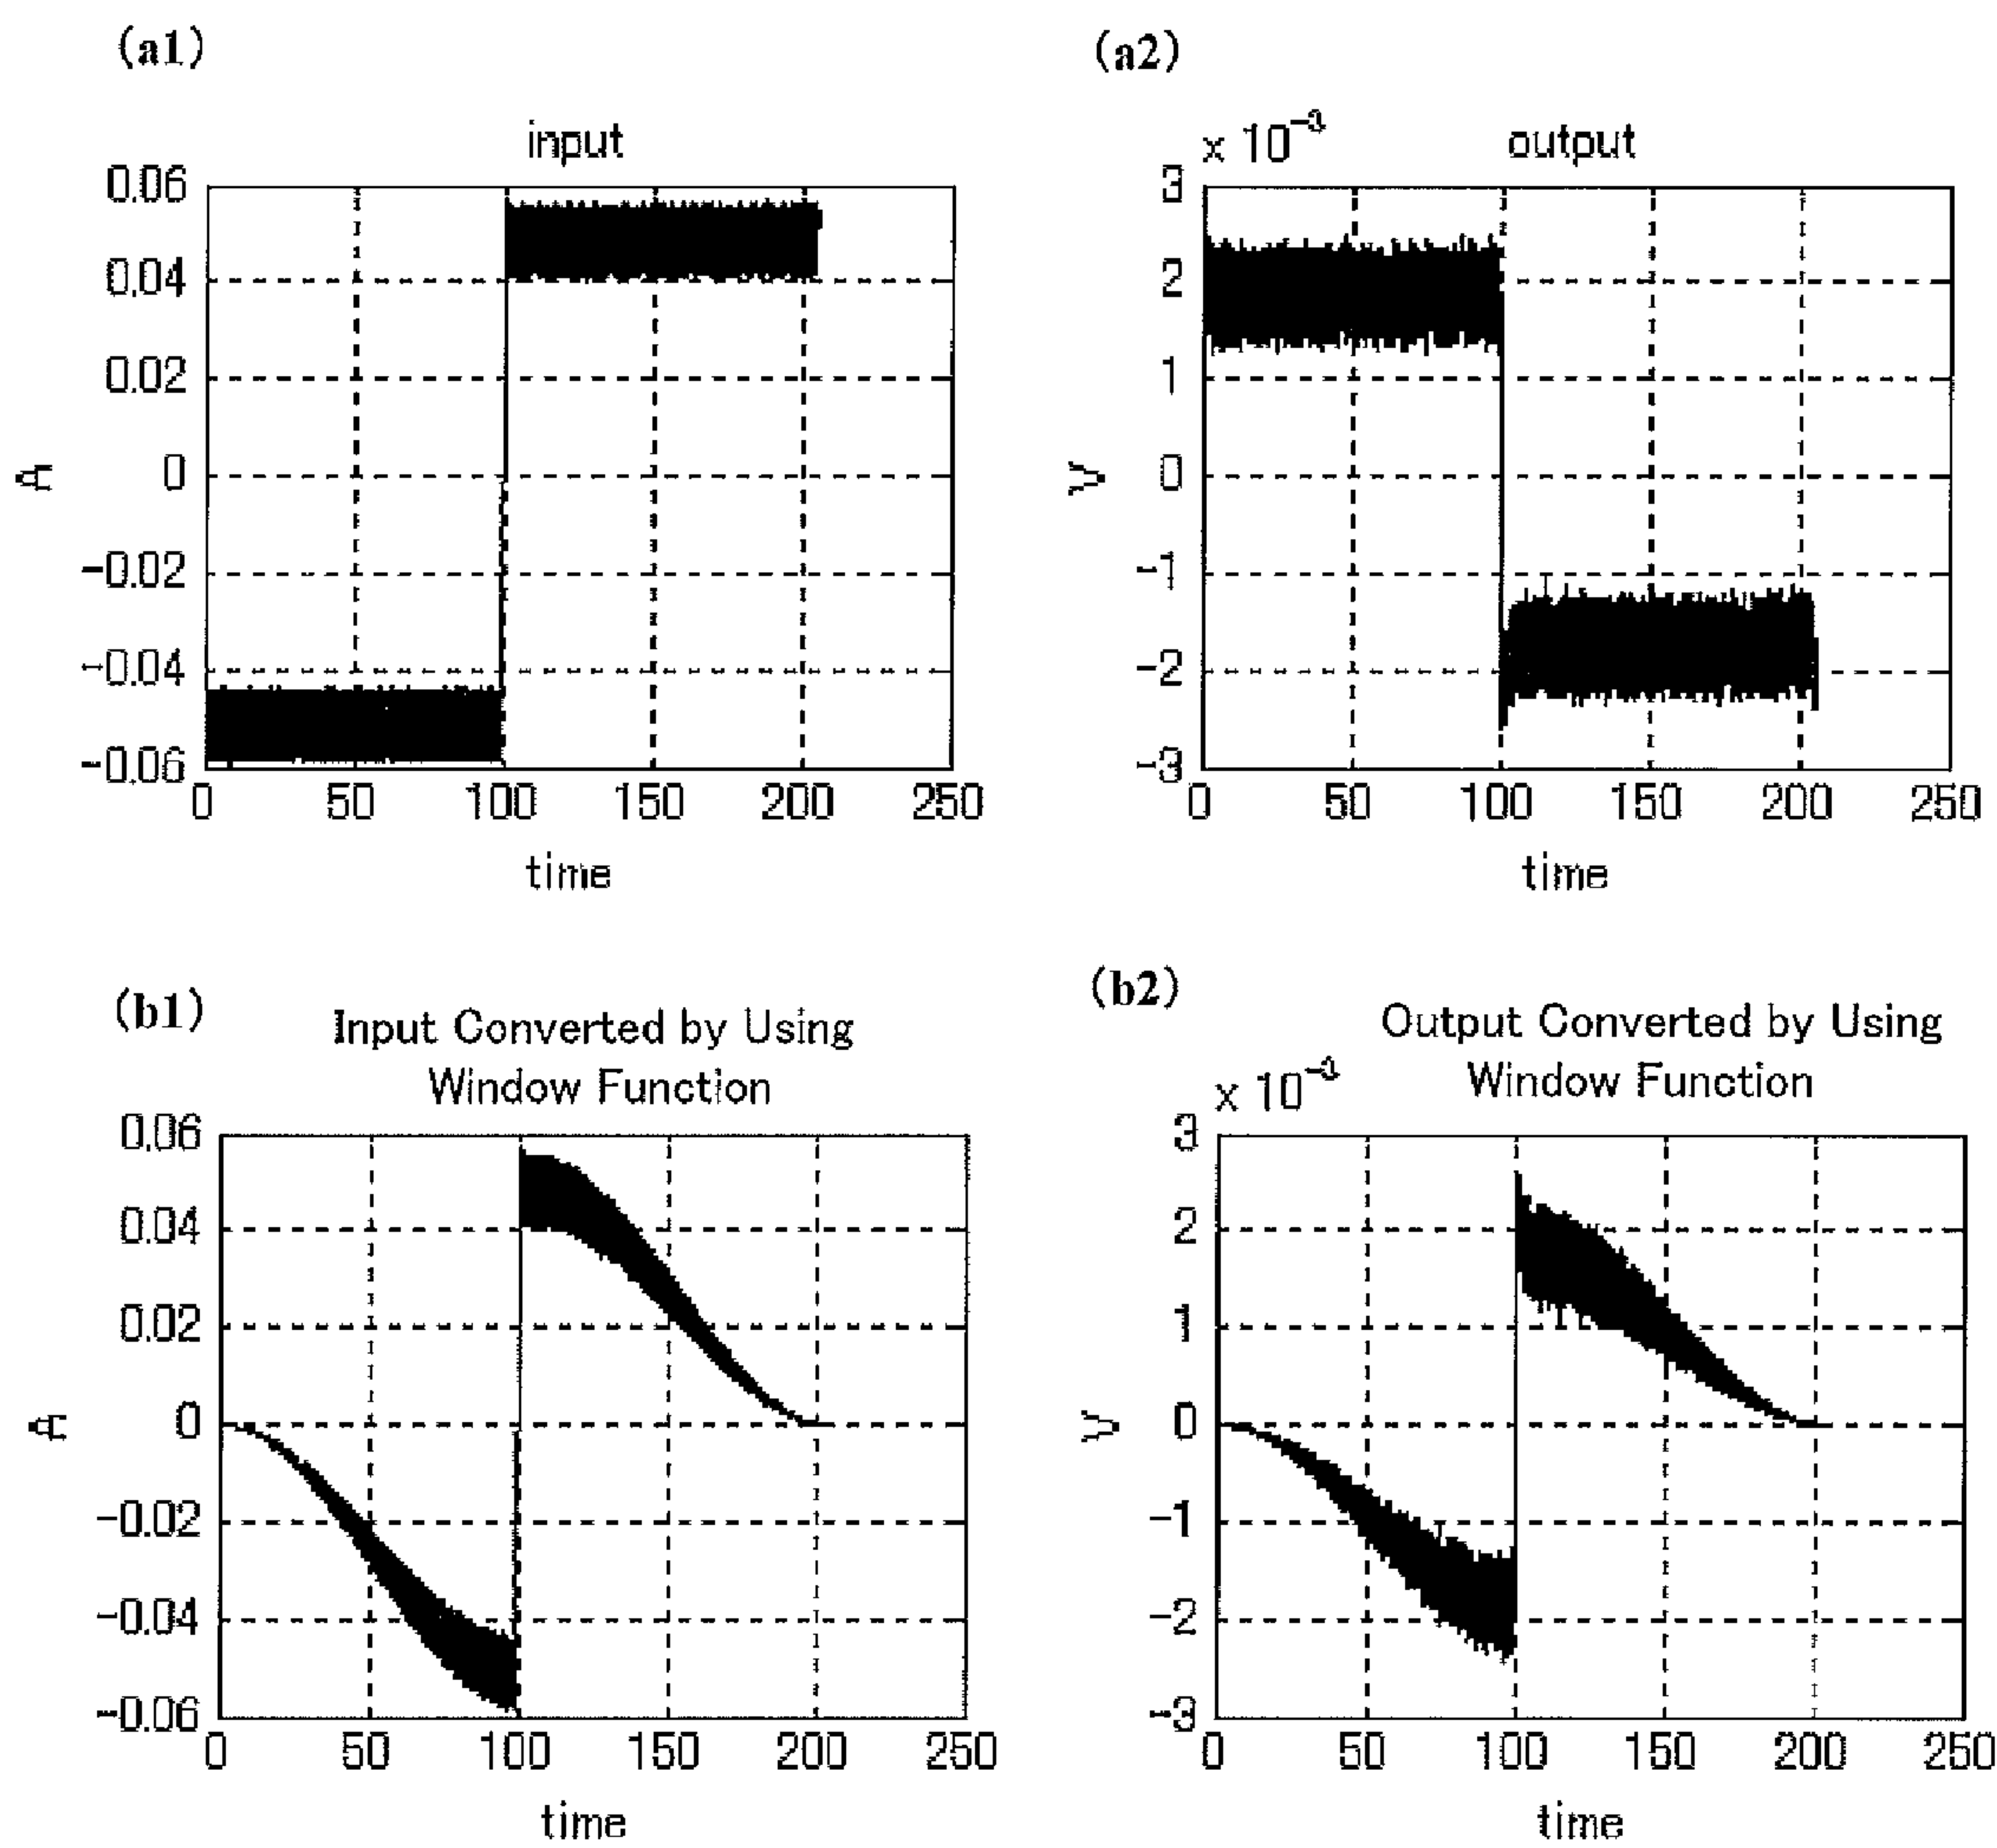 (a1)
input
0.06
0.04
0.02
0
-0.02
-0.04
-0.06
A
0 50 100 150 200 250
time
(a2)
x 10-3
output
3
2
1
0
-1
-2
-3
V
0 50 100 150 200 250
time
(b1)
Input Converted by Using
Window Function
0.06
0.04
0.02
0
-0.02
-0.04
-0.06
A
0 50 100 150 200 250
time
(b2)
Output Converted by Using
Window Function
x 10-3
3
2
1
0
-1
-2
-3
V
0 50 100 150 200 250
time